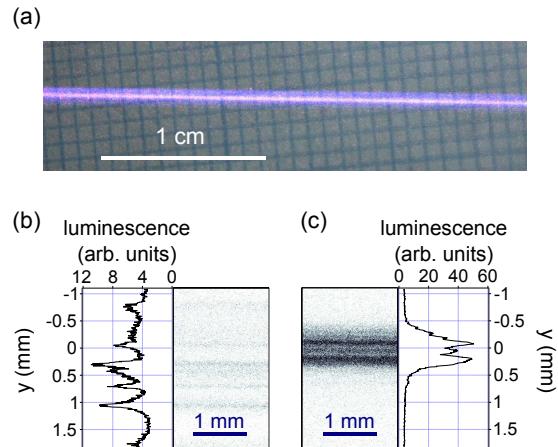 (a)
1 cm
(b)
luminescence
(arb. units)
12 8 4 0
-1
-0.5
0
0.5
1
1.5
y (mm)
1 mm
(c)
luminescence
(arb. units)
0 20 40 60
-1
-0.5
0
0.5
1
1.5
y (mm)
1 mm